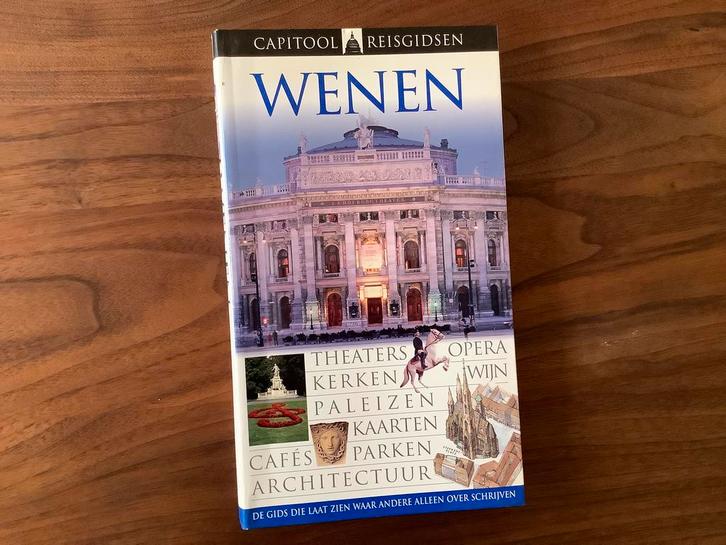 CAPITOOL REISGIDSEN
WENEN
THEATERS OPERA
KERKEN WIJN
PALEIZEN
KAARTEN
CAFÉS PARKEN
ARCHITECTUUR
DE GIDS DIE LAAT ZIEN WAAR ANDERE ALLEEN OVER SCHRIJVEN